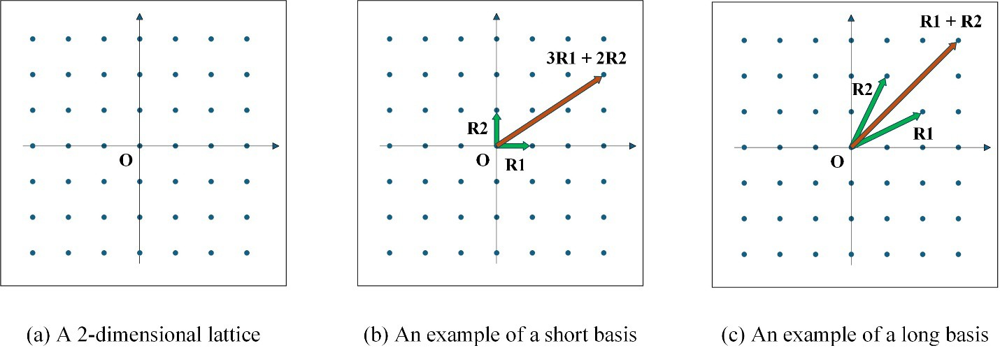 O
(a) A 2-dimensional lattice
3R1 + 2R2
R2
O
R1
(b) An example of a short basis
R1 + R2
R2
R1
O
(c) An example of a long basis